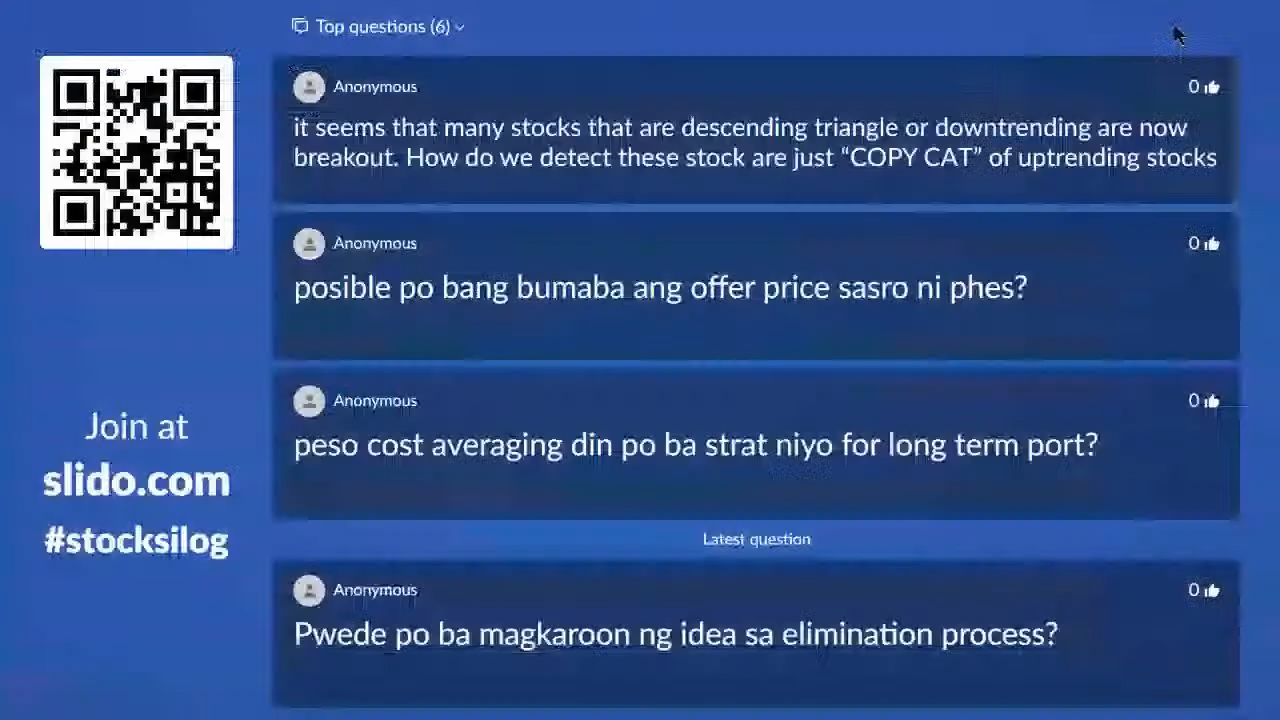 Top questions (6)
Anonymous
0
it seems that many stocks that are descending triangle or downtrending are now
breakout. How do we detect these stock are just “COPY CAT” of uptrending stocks
Anonymous
0
posible po bang bumaba ang offer price sasro ni phes?
Anonymous
0
peso cost averaging din po ba strat niyo for long term port?
Latest question
Anonymous
0
Pwede po ba magkaroon ng idea sa elimination process?
Join at
slido.com
#stocksilog